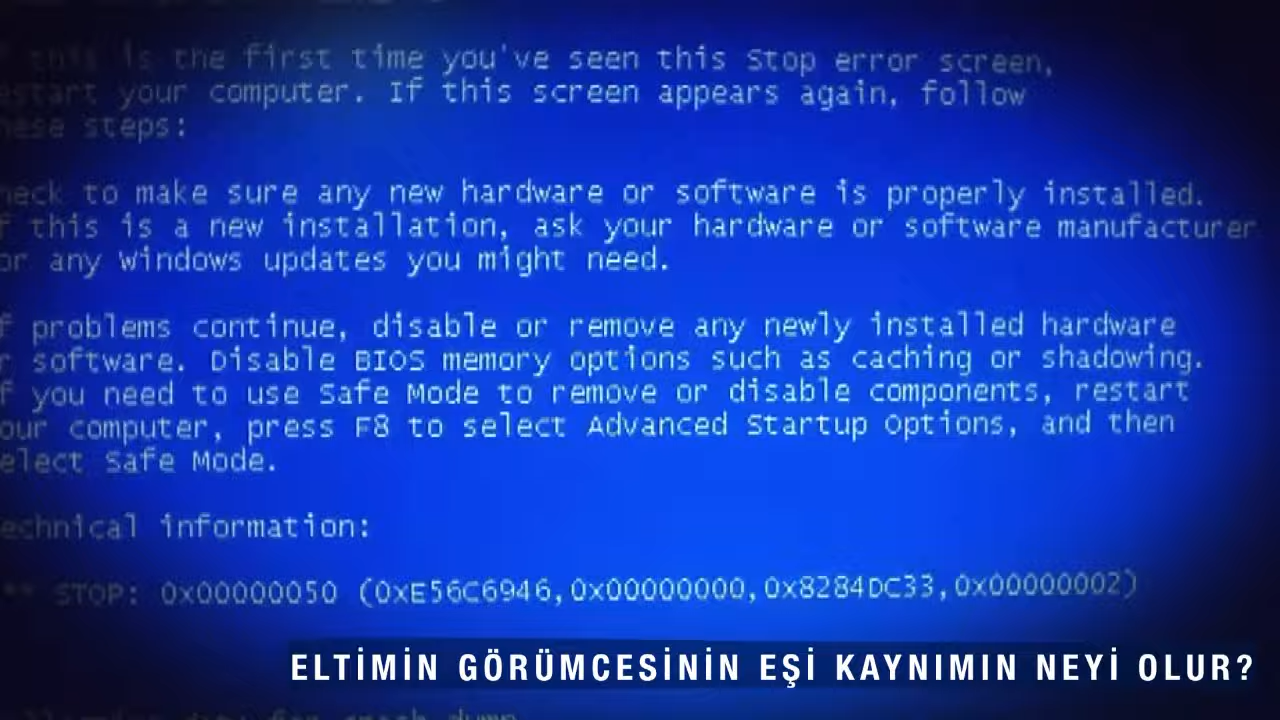 this is the first time you've seen this Stop error screen,
restart your computer. If this screen appears again, follow
these steps:
heck to make sure any new hardware or software is properly installed.
f this is a new installation, ask your hardware or software manufacturer
or any windows updates you might need.
f problems continue, disable or remove any newly installed hardware
r software. Disable BIOS memory options such as caching or shadowing.
f you need to use Safe Mode to remove or disable components, restart
our computer, press F8 to select Advanced Startup Options, and then
elect Safe Mode.
echnical information:
** STOP: 0x00000050 (0xE56C6946,0x00000000,0x8284DC33,0x00000002)
ELTİMİN GÖRÜMCESİNİN EŞİ KAYNIMIN NEYİ OLUR?